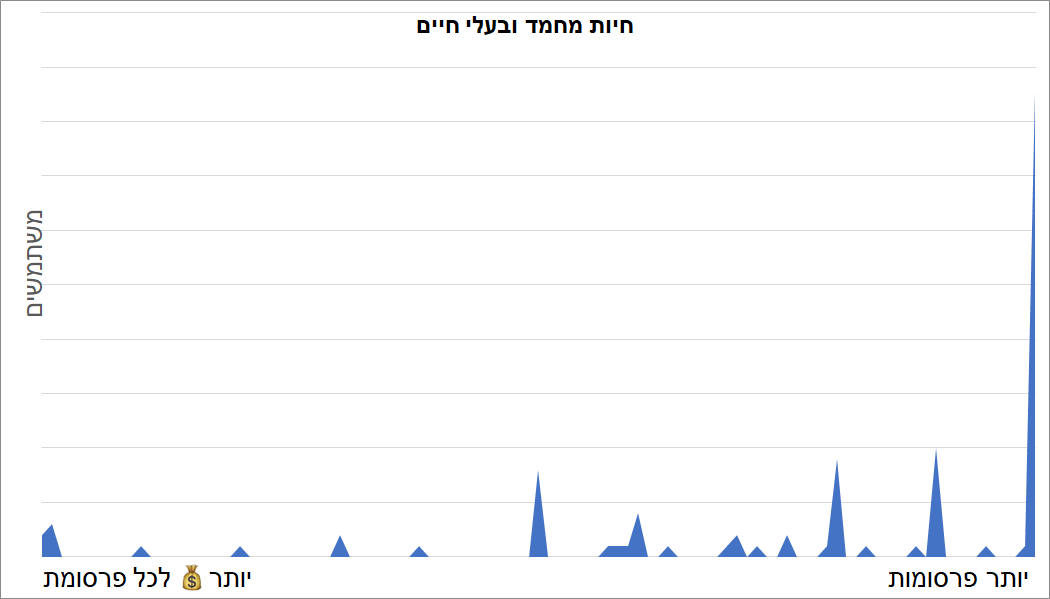 חיות מחמד ובעלי חיים
משתמשים
יותר פרסומות
יותר 💰 לכל פרסומת